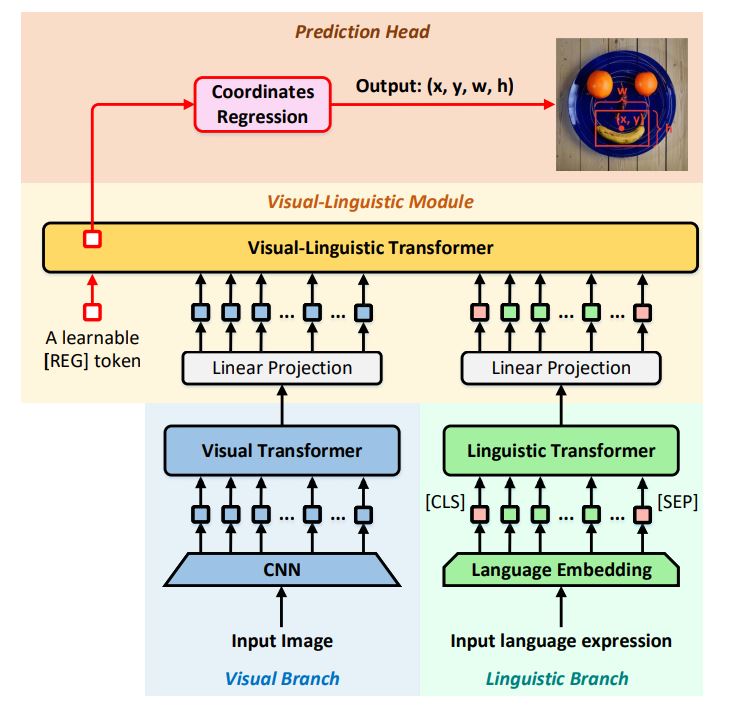 Prediction Head
Coordinates
Regression
Output: (x, y, w, h)
w
(x, y)
h
Visual-Linguistic Module
Visual-Linguistic Transformer
... ...
... ...
A learnable
[REG] token
Linear Projection
Linear Projection
Visual Transformer
Linguistic Transformer
[CLS]
[SEP]
... ...
... ...
CNN
Language Embedding
Input Image
Input language expression
Visual Branch
Linguistic Branch